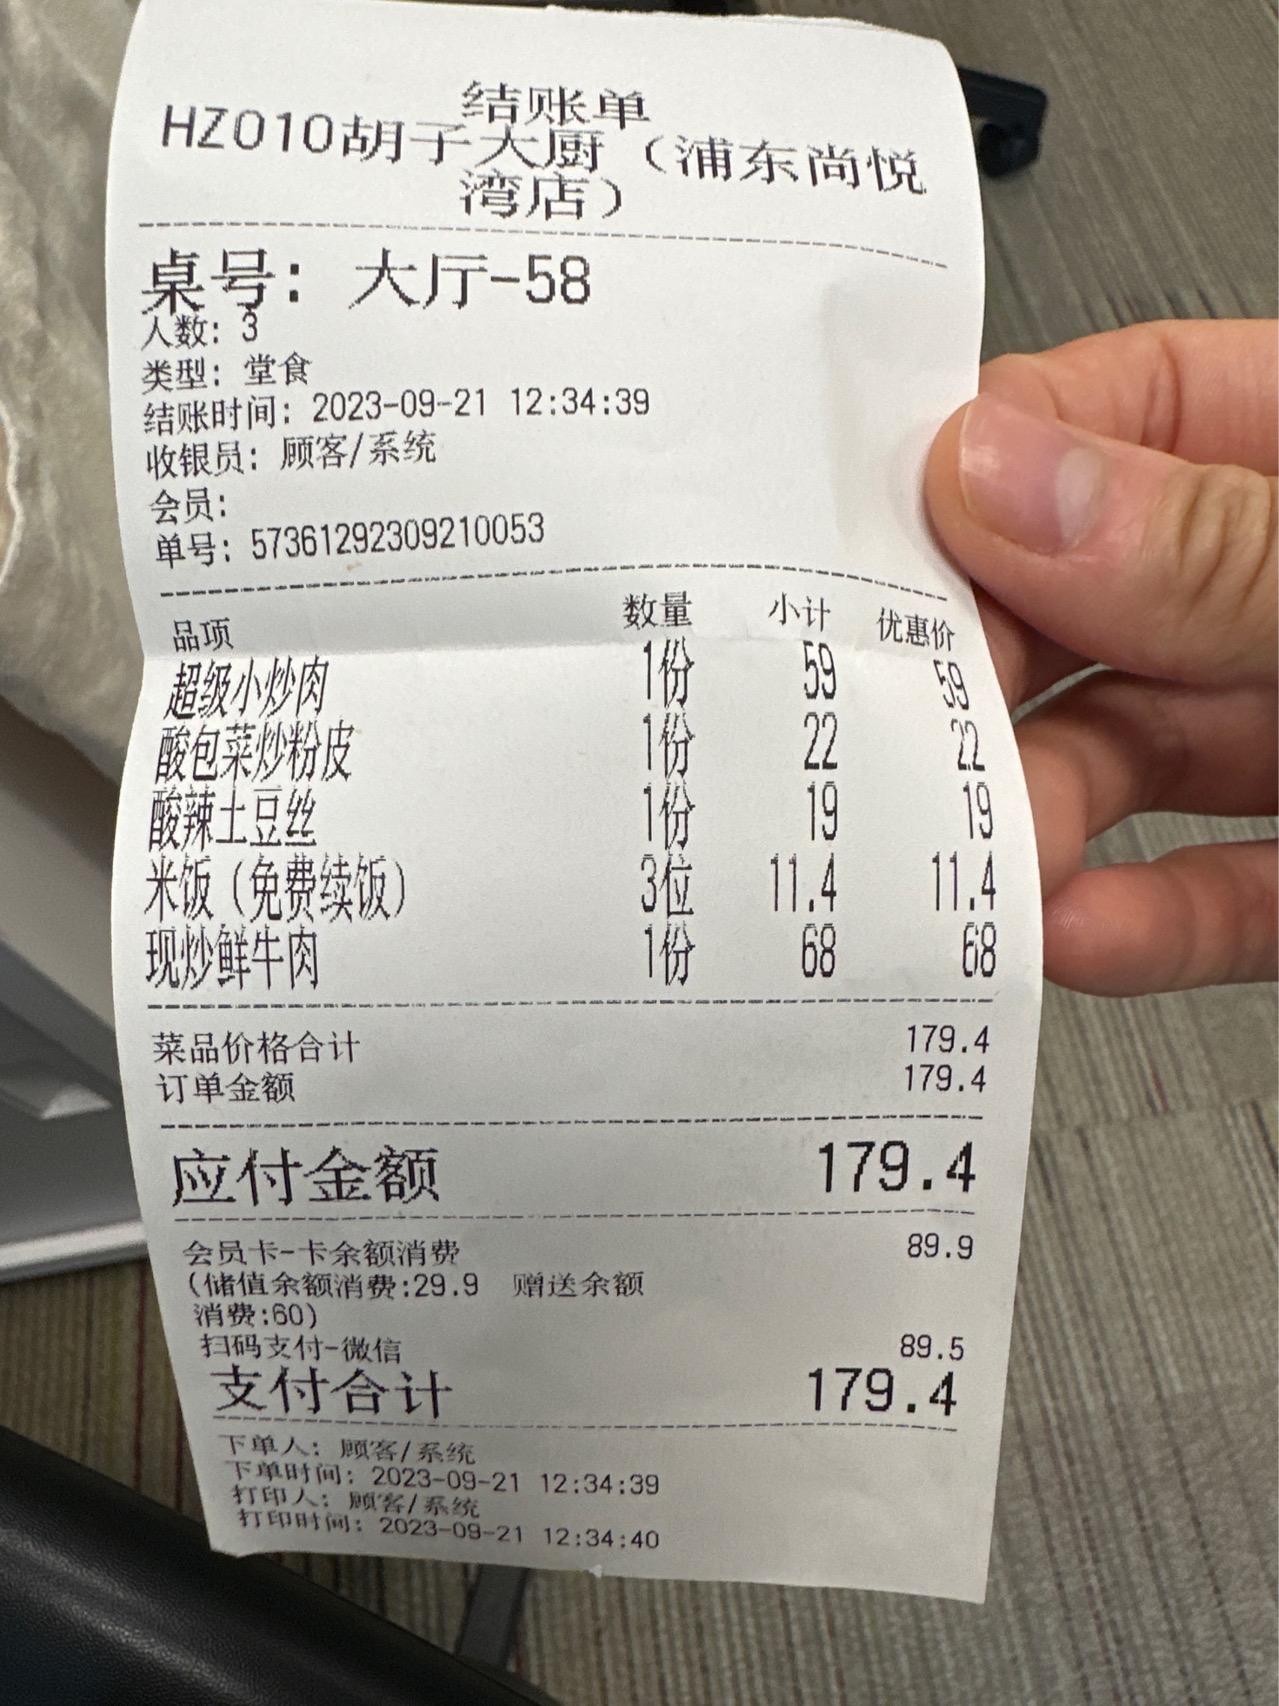 结账单
HZ010胡子大厨（浦东尚悦
湾店）
桌号： 大厅-58
人数： 3
类型： 堂食
结账时间： 2023-09-21 12:34:39
收银员： 顾客/系统
会员：
单号： 57361292309210053
品项 数量 小计 优惠价
超级小炒肉 1份 59 59
酸包菜炒粉皮 1份 22 22
酸辣土豆丝 1份 19 19
米饭（免费续饭） 3位 11.4 11.4
现炒鲜牛肉 1份 68 68
菜品价格合计 179.4
订单金额 179.4
应付金额 179.4
会员卡-卡余额消费 89.9
(储值余额消费:29.9 赠送余额
消费:60)
扫码支付-微信 89.5
支付合计 179.4
下单人： 顾客/系统
下单时间： 2023-09-21 12:34:39
打印人： 顾客/系统
打印时间： 2023-09-21 12:34:40